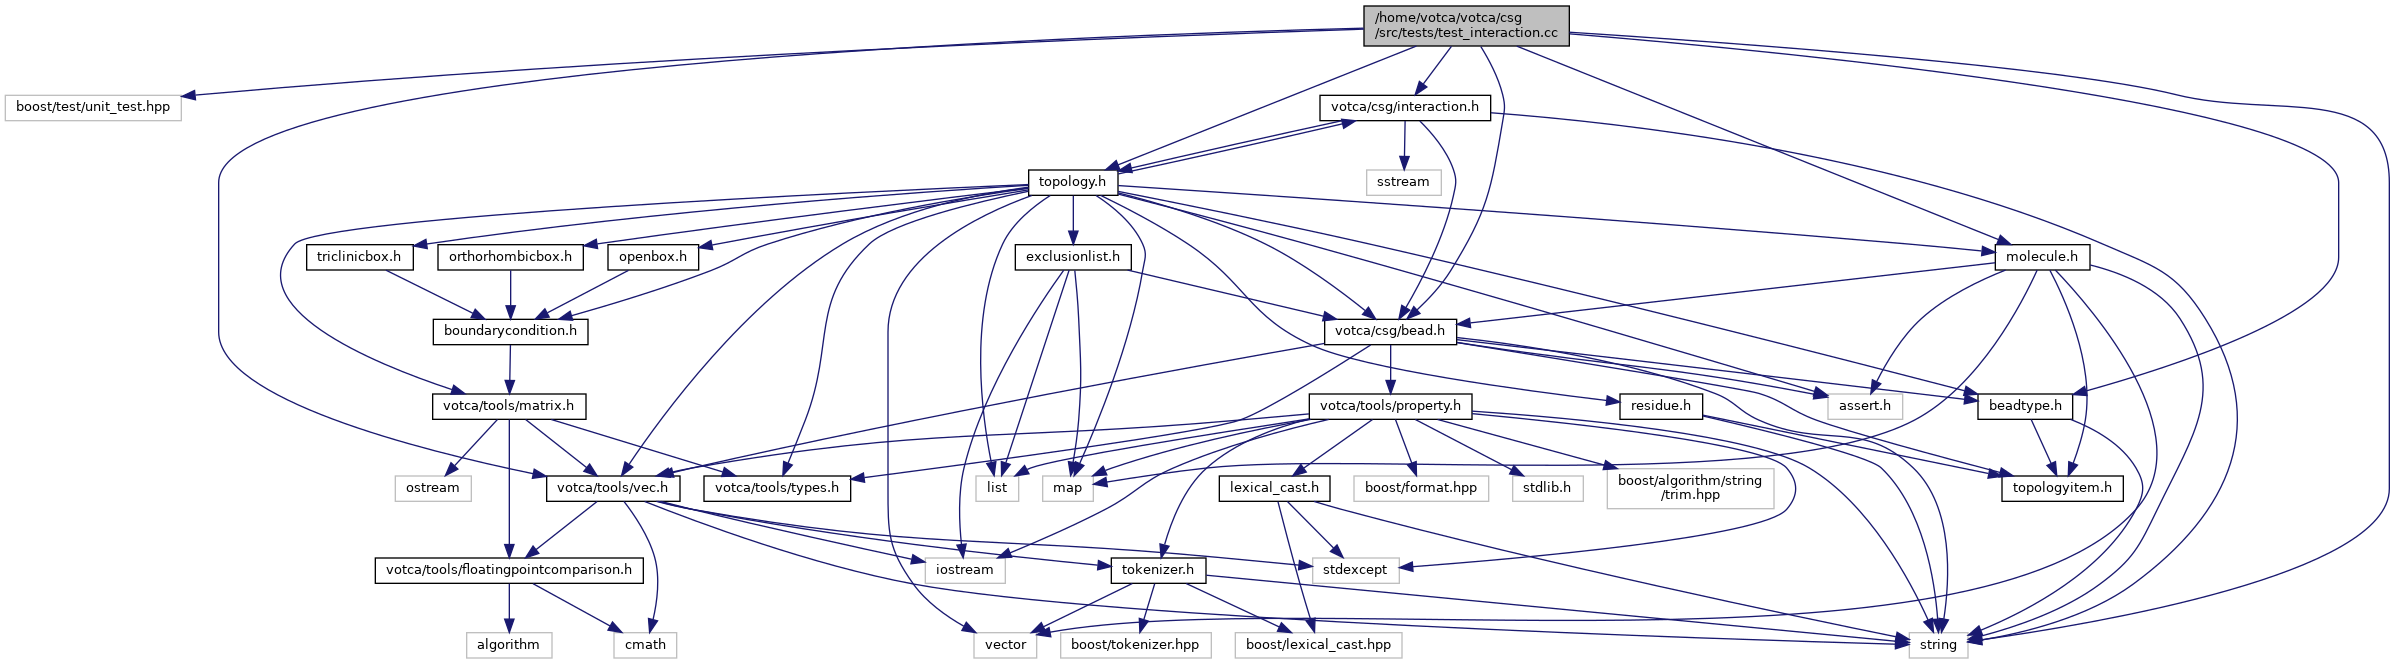 /home/votca/votca/csg
/src/tests/test_interaction.cc
boost/test/unit_test.hpp
votca/csg/interaction.h
topology.h
sstream
triclinicbox.h
orthorhombicbox.h
openbox.h
exclusionlist.h
molecule.h
boundarycondition.h
votca/csg/bead.h
votca/tools/matrix.h
votca/tools/property.h
residue.h
assert.h
beadtype.h
ostream
votca/tools/vec.h
votca/tools/types.h
list
map
lexical_cast.h
boost/format.hpp
stdlib.h
boost/algorithm/string
/trim.hpp
topologyitem.h
votca/tools/floatingpointcomparison.h
iostream
tokenizer.h
stdexcept
algorithm
cmath
vector
boost/tokenizer.hpp
boost/lexical_cast.hpp
string